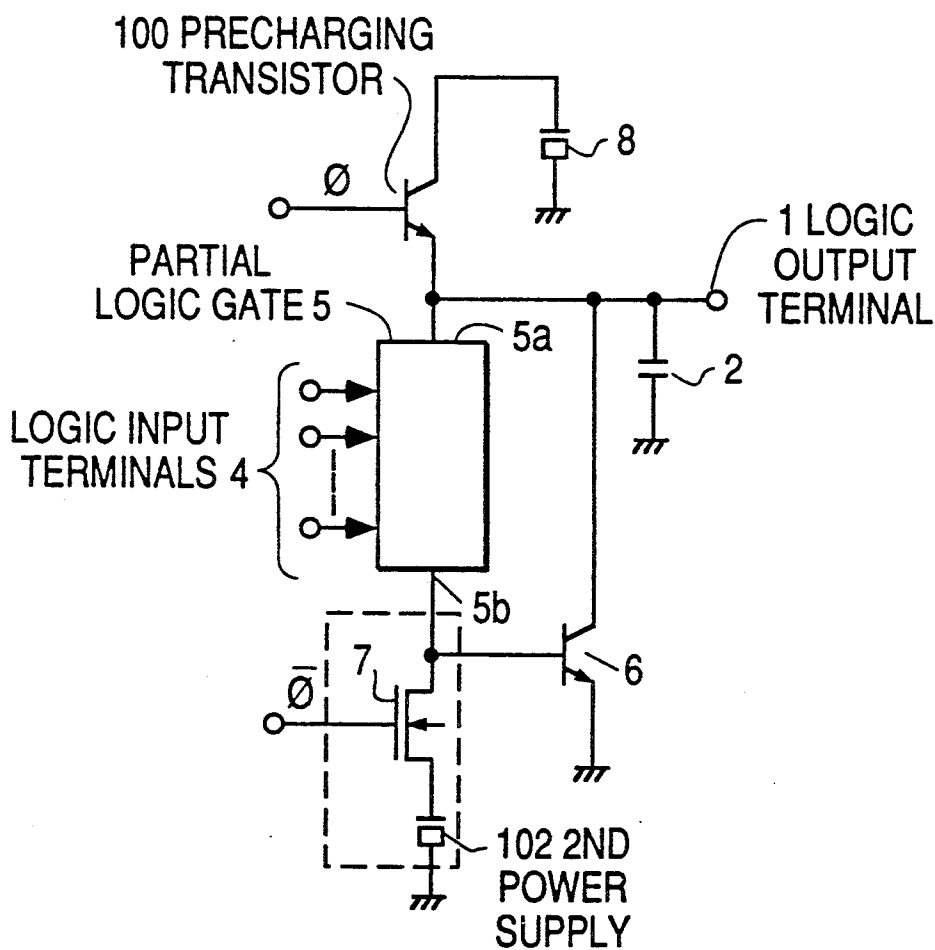 100 PRECHARGING
TRANSISTOR
8
Ø
1 LOGIC
OUTPUT
TERMINAL
PARTIAL
LOGIC GATE 5
5a
2
LOGIC INPUT
TERMINALS 4
5b
7
6
Ø̅
102 2ND
POWER
SUPPLY